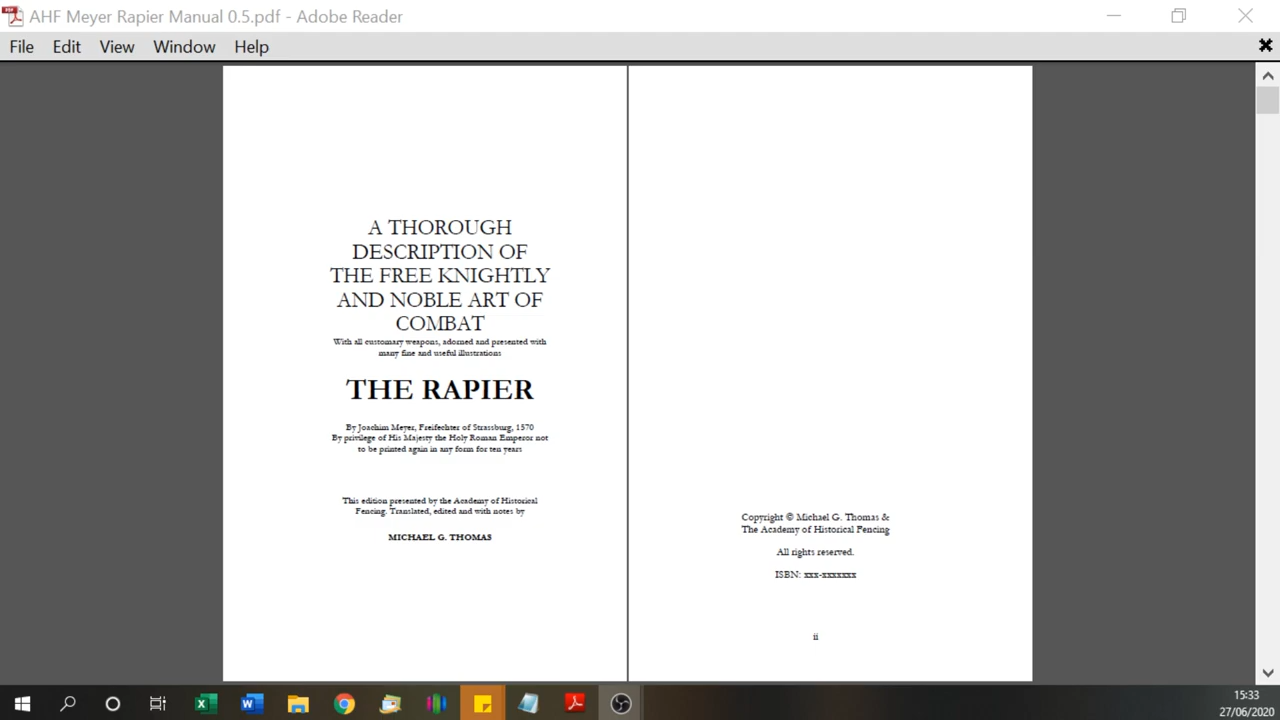 AHF Meyer Rapier Manual 0.5.pdf - Adobe Reader
File Edit View Window Help
A THOROUGH
DESCRIPTION OF
THE FREE KNIGHTLY
AND NOBLE ART OF
COMBAT
With all customary weapons, adorned and presented with
many fine and useful illustrations
THE RAPIER
By Joachim Meyer, Freifechter of Strassburg, 1570
By privilege of His Majesty the Holy Roman Emperor not
to be printed again in any form for ten years
This edition presented by the Academy of Historical
Fencing. Translated, edited and with notes by
MICHAEL G. THOMAS
Copyright © Michael G. Thomas &
The Academy of Historical Fencing
All rights reserved.
ISBN: xxx-xxxxxxx
ii
15:33
27/06/2020